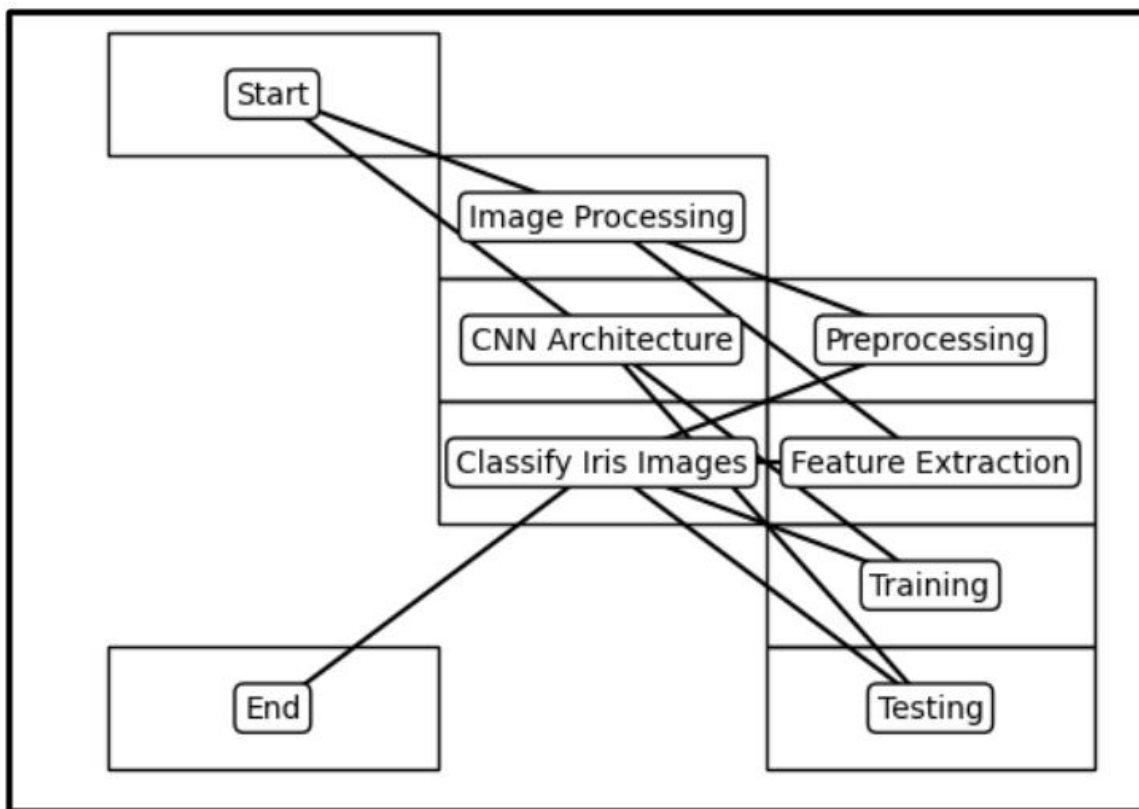 Start
Image Processing
CNN Architecture
Preprocessing
Classify Iris Images
Feature Extraction
Training
End
Testing